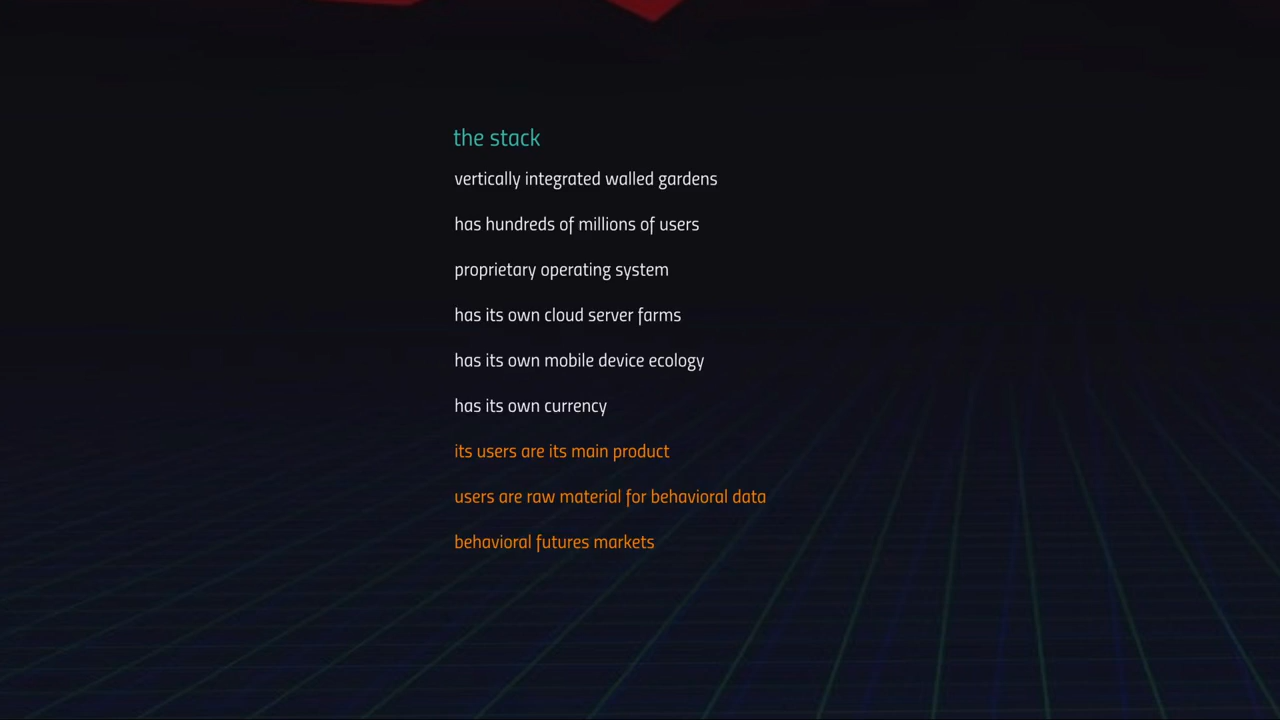 the stack
vertically integrated walled gardens
has hundreds of millions of users
proprietary operating system
has its own cloud server farms
has its own mobile device ecology
has its own currency
its users are its main product
users are raw material for behavioral data
behavioral futures markets